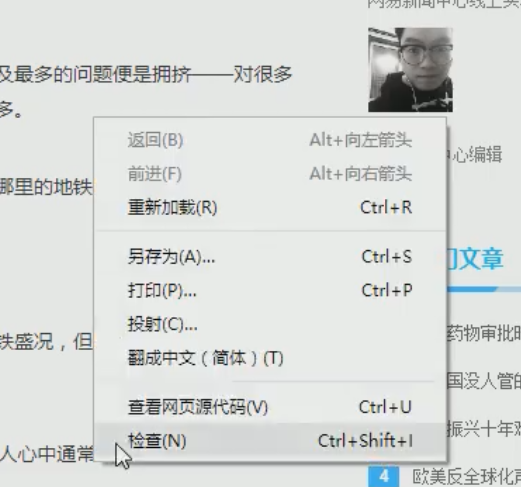 网易新闻中心线上实
及最多的问题便是拥挤——对很多
多。
返回(B) Alt+向左箭头
心编辑
前进(F) Alt+向右箭头
哪里的地铁
重新加载(R) Ctrl+R
另存为(A)... Ctrl+S
门文章
打印(P)... Ctrl+P
投射(C)...
药物审批时
铁盛况，但
翻成中文（简体）(T)
国没人管的
查看网页源代码(V) Ctrl+U
振兴十年难
检查(N) Ctrl+Shift+I
人心中通常
4 欧美反全球化声